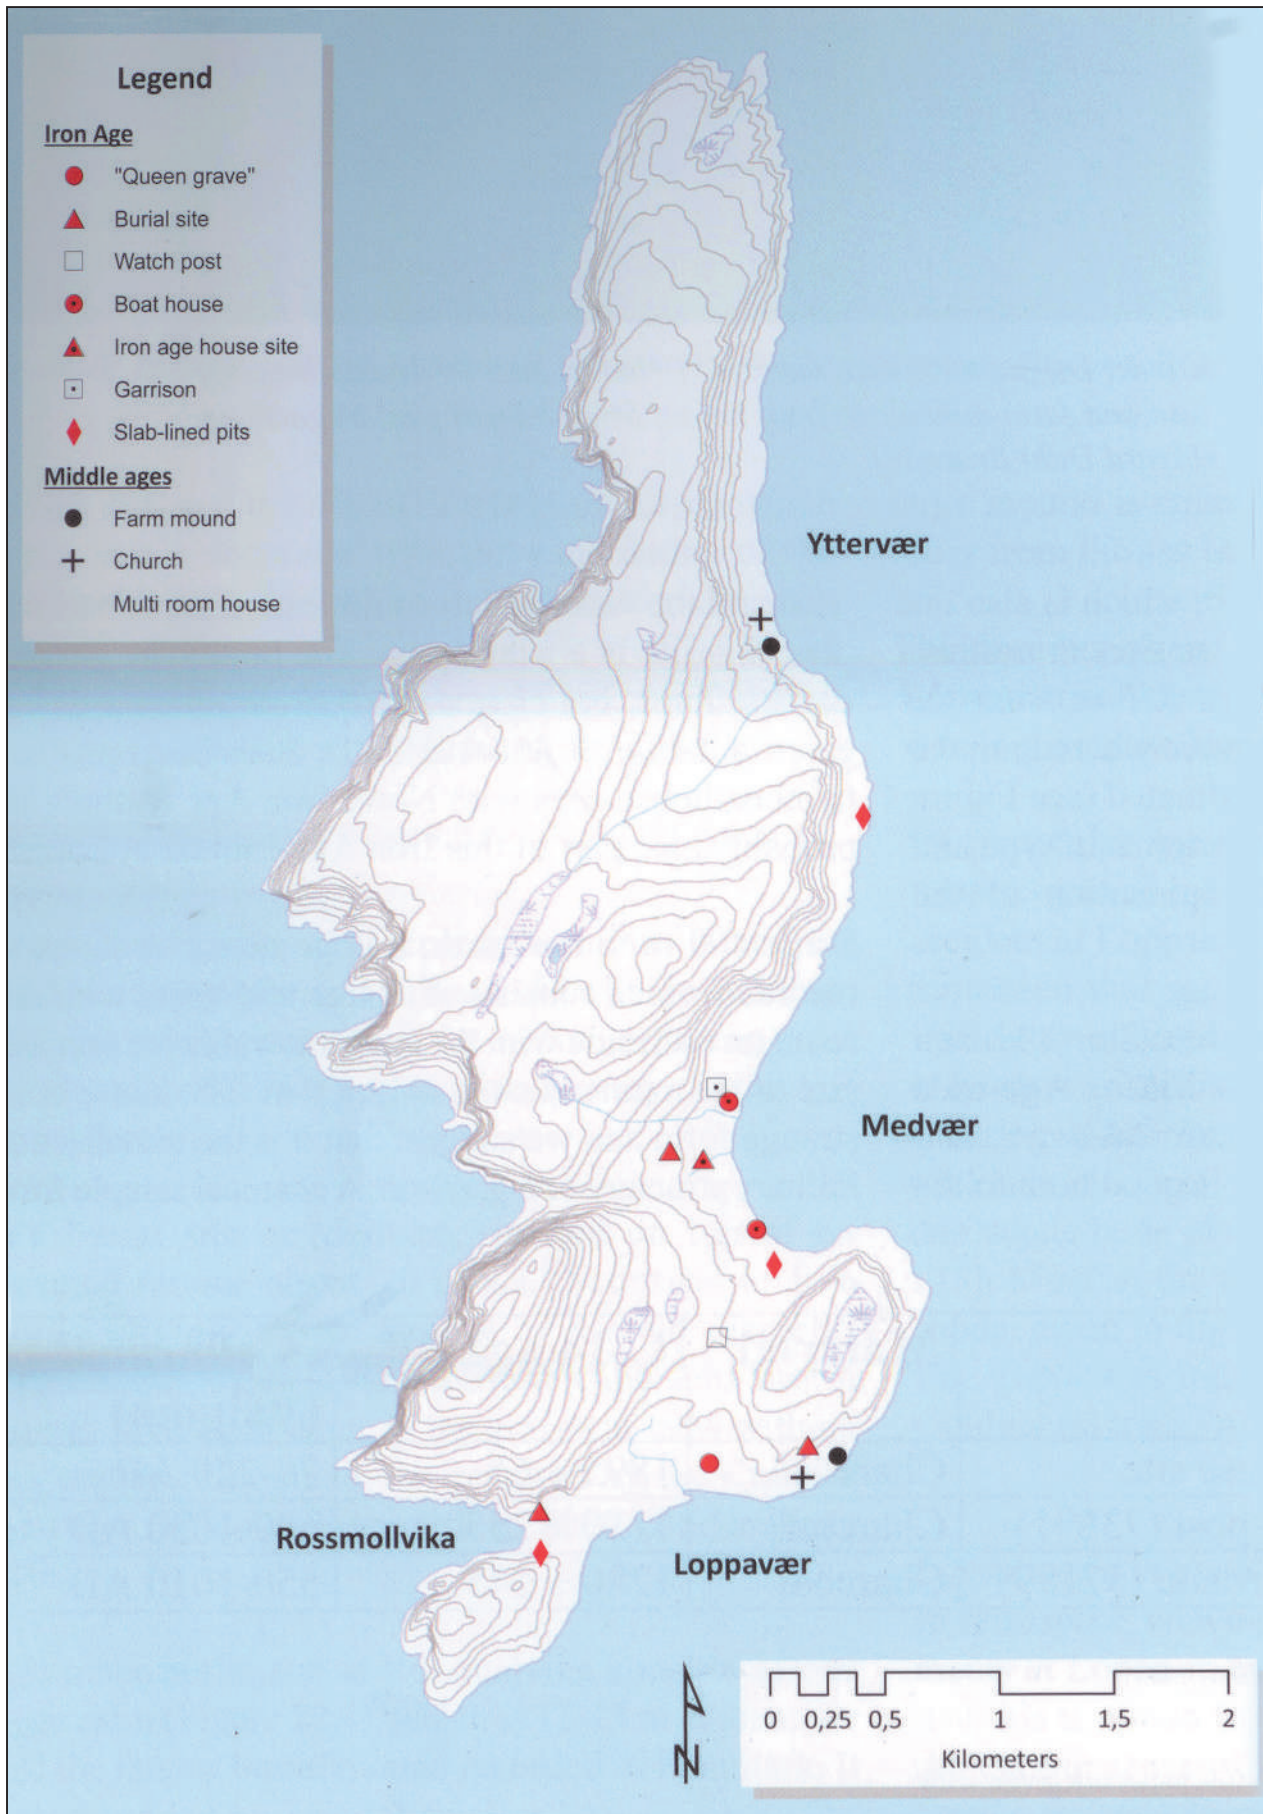 Legend
Iron Age
"Queen grave"
Burial site
Watch post
Boat house
Iron age house site
Garrison
Slab-lined pits
Middle ages
Farm mound
Church
Multi room house
Yttervær
Medvær
Rossmollvika
Loppavær
N
0 0,25 0,5 1 1,5 2
Kilometers